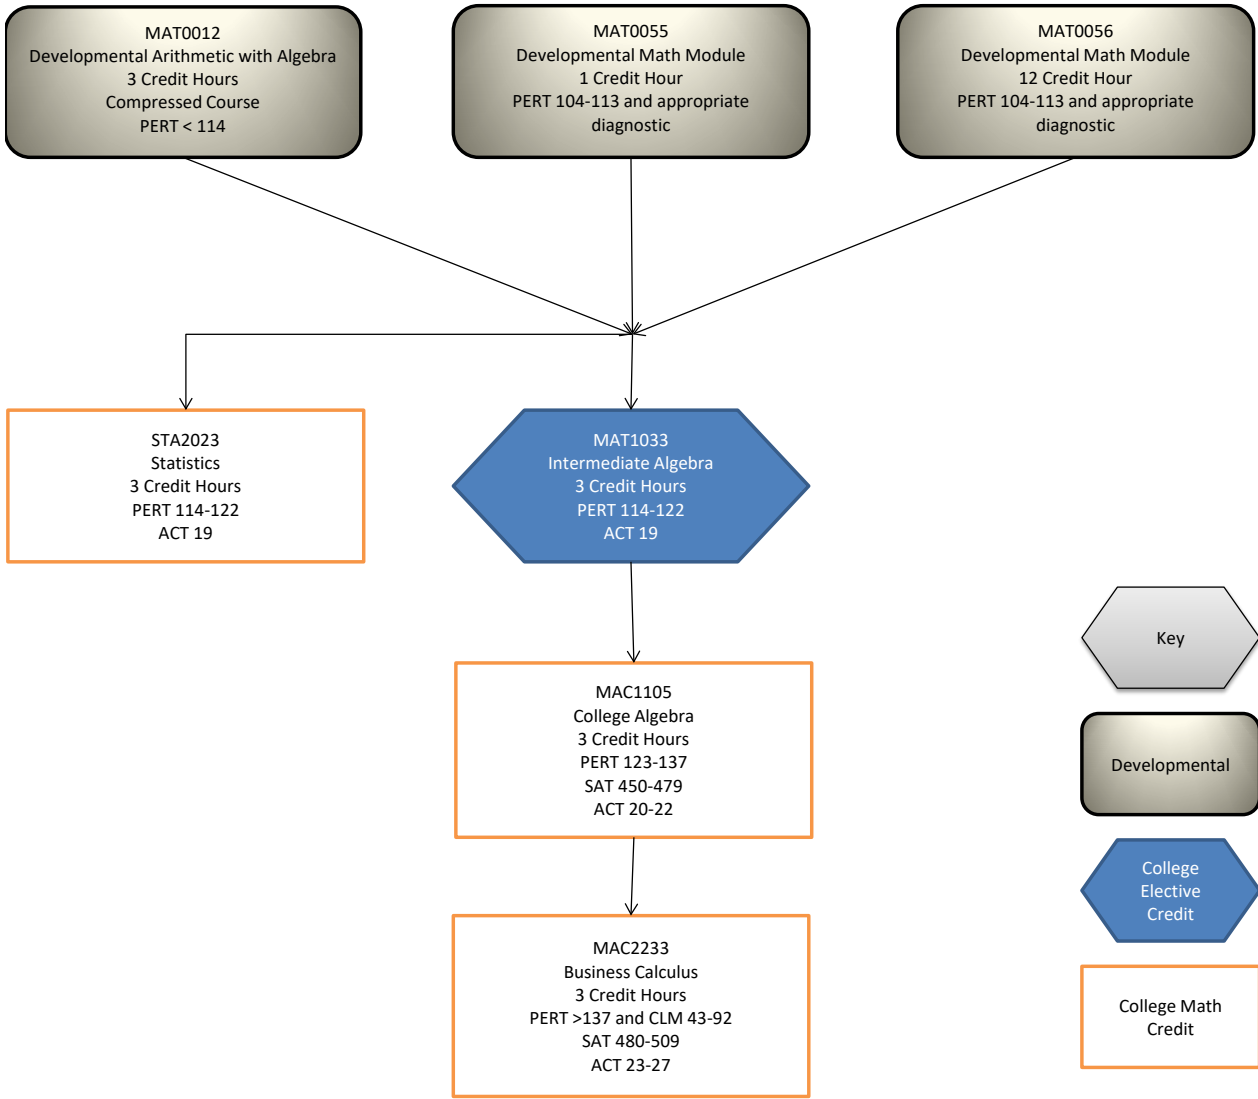 MAT0012
Developmental Arithmetic with Algebra
3 Credit Hours
Compressed Course
PERT < 114
MAT0055
Developmental Math Module
1 Credit Hour
PERT 104-113 and appropriate
diagnostic
MAT0056
Developmental Math Module
12 Credit Hour
PERT 104-113 and appropriate
diagnostic
STA2023
Statistics
3 Credit Hours
PERT 114-122
ACT 19
MAT1033
Intermediate Algebra
3 Credit Hours
PERT 114-122
ACT 19
MAC1105
College Algebra
3 Credit Hours
PERT 123-137
SAT 450-479
ACT 20-22
MAC2233
Business Calculus
3 Credit Hours
PERT >137 and CLM 43-92
SAT 480-509
ACT 23-27
Key
Developmental
College
Elective
Credit
College Math
Credit